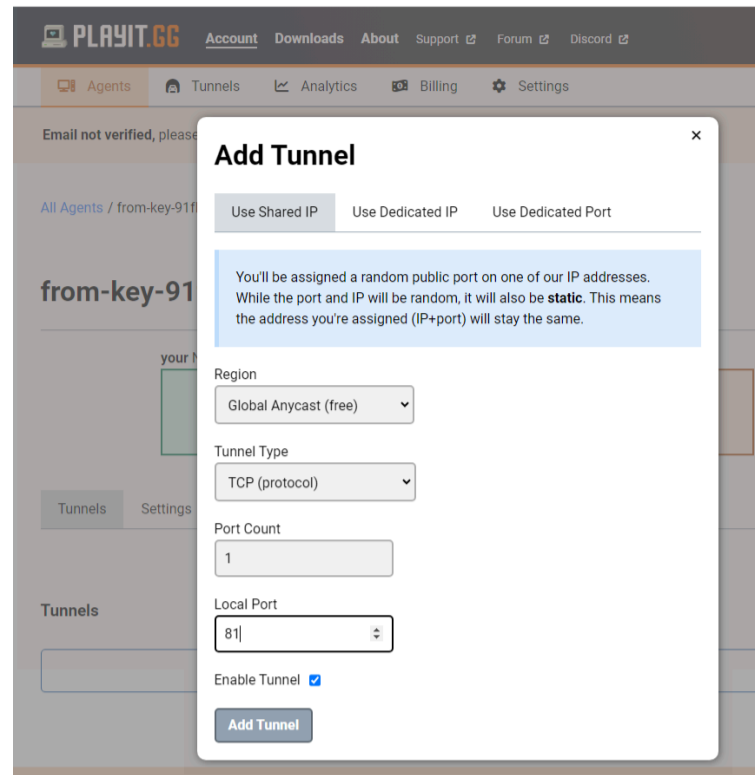 PLAYIT.GG Account Downloads About Support Forum Discord
Agents Tunnels Analytics Billing Settings
Email not verified, please
All Agents / from-key-91f
from-key-91
your
Tunnels Settings
Tunnels
×
Add Tunnel
Use Shared IP Use Dedicated IP Use Dedicated Port
You'll be assigned a random public port on one of our IP addresses.
While the port and IP will be random, it will also be static. This means
the address you're assigned (IP+port) will stay the same.
Region
Global Anycast (free)
Tunnel Type
TCP (protocol)
Port Count
1
Local Port
81
Enable Tunnel
Add Tunnel